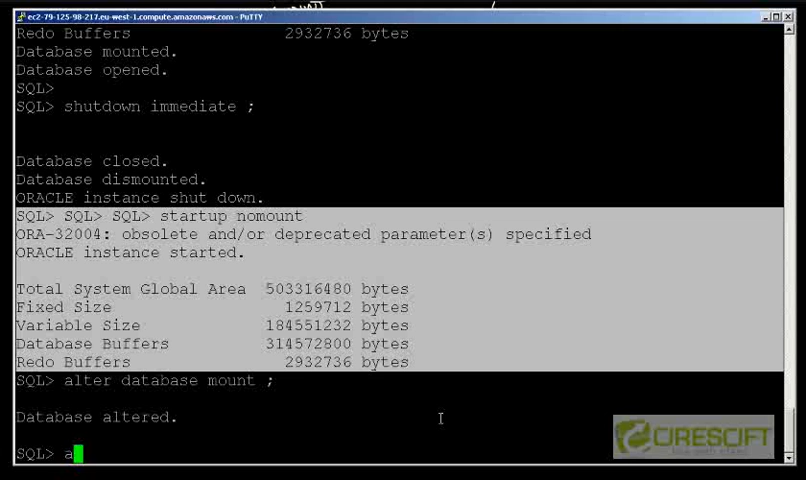 ec2-79-125-98-217.eu-west-1.compute.amazonaws.com - PuTTY
Redo Buffers 2932736 bytes
Database mounted.
Database opened.
SQL>
SQL> shutdown immediate ;
Database closed.
Database dismounted.
ORACLE instance shut down.
SQL> SQL> SQL> startup nomount
ORA-32004: obsolete and/or deprecated parameter(s) specified
ORACLE instance started.
Total System Global Area 503316480 bytes
Fixed Size 1259712 bytes
Variable Size 184551232 bytes
Database Buffers 314572800 bytes
Redo Buffers 2932736 bytes
SQL> alter database mount ;
Database altered.
SQL> a